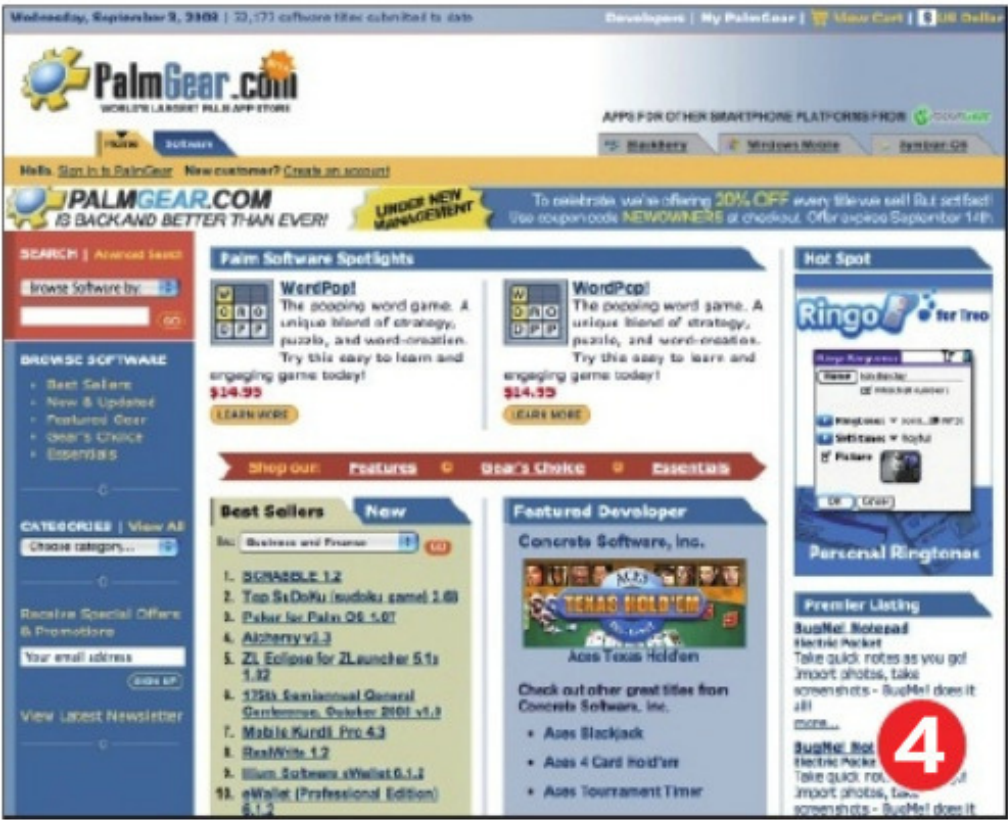 Wednesday, September 3, 2008 | software titles submitted to date
Developers | My PalmGear | View Cart | $ US Dollar
PalmGear.com
WORLD'S LARGEST PALM APP STORE
APPS FOR OTHER SMARTPHONE PLATFORMS FROM
Home
Software
BlackBerry
Windows Mobile
Symbian OS
Hello. Sign in to PalmGear New customer? Create an account
PALMGEAR.COM
IS BACK AND BETTER THAN EVER!
UNDER NEW
MANAGEMENT
To celebrate, we're offering 20% OFF every title we sell! But act fast!
Use coupon code NEWOWNERS at checkout. Offer expires September 14th.
SEARCH | Advanced Search
Browse Software by:
GO
BROWSE SOFTWARE
Best Sellers
New & Updated
Featured Gear
Gear's Choice
Essentials
CATEGORIES | View All
Choose category...
Receive Special Offers
& Promotions
Your email address
SIGN UP
View Latest Newsletter
Palm Software Spotlights
WordPop!
The popping word game. A
unique blend of strategy,
puzzle, and word-creation.
Try this easy to learn and
engaging game today!
$14.95
LEARN MORE
WordPop!
The popping word game. A
unique blend of strategy,
puzzle, and word-creation.
Try this easy to learn and
engaging game today!
$14.95
LEARN MORE
Shop our: Features Gear's Choice Essentials
Best Sellers
New
In: Business and Finance GO
1. SCRABBLE 1.2
2. Top SuDoKu (sudoku game) 2.68
3. Poker for Palm OS 1.07
4. Alchemy v2.3
5. ZL Eclipse for ZLauncher 5.1x
1.02
6. 178th Semiannual General
Conference, October 2008 v1.0
7. Mobile Kurdi Pro 4.3
8. RealWrite 1.2
9. Illum Software eWallet 6.1.2
10. eWallet (Professional Edition)
6.1.2
Featured Developer
Concrete Software, Inc.
ACES
TEXAS HOLD'EM
Aces Texas Hold'em
Check out other great titles from
Concrete Software, Inc.
Aces Blackjack
Aces 4 Card Hold'em
Aces Tournament Timer
Hot Spot
Ringo for Treo
Name
Ringtones
Picture
OK Cancel
Personal Ringtones
Premier Listing
BugMe! Notepad
Electric Pocket
Take quick notes as you go!
Import photos, take
screenshots - BugMe! does it
all!
more...
BugMe! Not
Electric Pocke
Take quick
Import photos,
screenshots - BugMe! does it
4